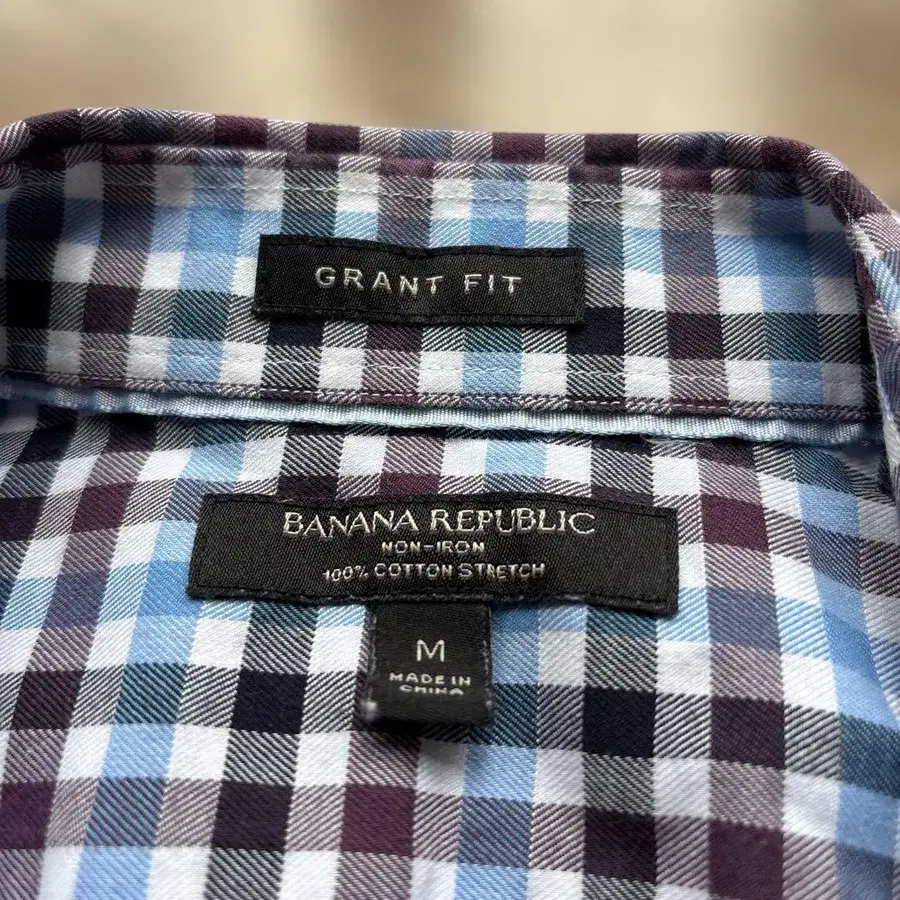 GRANT FIT
BANANA REPUBLIC
NON-IRON
100% COTTON STRETCH
M
MADE IN
CHINA